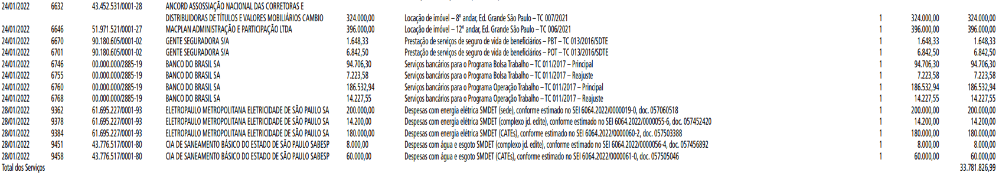 24/01/2022 6632 43.452.531/0001-28 ANCORD ASSOSSIAÇÃO NACIONAL DAS CORRETORAS E
DISTRIBUIDORAS DE TÍTULOS E VALORES MOBILIÁRIOS CAMBIO 324.000,00 Locação de imóvel – 8º andar, Ed. Grande São Paulo – TC 007/2021 1 324.000,00 324.000,00
24/01/2022 6646 51.971.521/0001-27 MACPLAN ADMINISTRAÇÃO E PARTICIPAÇÃO LTDA 396.000,00 Locação de imóvel – 12º andar, Ed. Grande São Paulo – TC 006/2021 1 396.000,00 396.000,00
24/01/2022 6670 90.180.605/0001-02 GENTE SEGURADORA S/A 1.648,33 Prestação de serviços de seguro de vida de beneficiários – PBT – TC 013/2016/SDTE 1 1.648,33 1.648,33
24/01/2022 6701 90.180.605/0001-02 GENTE SEGURADORA S/A 6.842,50 Prestação de serviços de seguro de vida de beneficiários – POT – TC 013/2016/SDTE 1 6.842,50 6.842,50
24/01/2022 6746 00.000.000/2885-19 BANCO DO BRASIL SA 94.706,30 Serviços bancários para o Programa Bolsa Trabalho – TC 011/2017 – Principal 1 94.706,30 94.706,30
24/01/2022 6755 00.000.000/2885-19 BANCO DO BRASIL SA 7.223,58 Serviços bancários para o Programa Bolsa Trabalho – TC 011/2017 – Reajuste 1 7.223,58 7.223,58
24/01/2022 6760 00.000.000/2885-19 BANCO DO BRASIL SA 186.532,94 Serviços bancários para o Programa Operação Trabalho – TC 011/2017 – Principal 1 186.532,94 186.532,94
24/01/2022 6768 00.000.000/2885-19 BANCO DO BRASIL SA 14.227,55 Serviços bancários para o Programa Operação Trabalho – TC 011/2017 – Reajuste 1 14.227,55 14.227,55
28/01/2022 9362 61.695.227/0001-93 ELETROPAULO METROPOLITANA ELETRICIDADE DE SÃO PAULO SA 200.000,00 Despesas com energia elétrica SMDET (sede), conforme estimado no SEI 6064.2022/0000019-0, doc. 057060518 1 200.000,00 200.000,00
28/01/2022 9378 61.695.227/0001-93 ELETROPAULO METROPOLITANA ELETRICIDADE DE SÃO PAULO SA 14.200,00 Despesas com energia elétrica SMDET (complexo jd. edite), conforme estimado no SEI 6064.2022/0000055-6, doc. 057452420 1 14.200,00 14.200,00
28/01/2022 9384 61.695.227/0001-93 ELETROPAULO METROPOLITANA ELETRICIDADE DE SÃO PAULO SA 180.000,00 Despesas com energia elétrica SMDET (CATEs), conforme estimado no SEI 6064.2022/0000060-2, doc. 057503388 1 180.000,00 180.000,00
28/01/2022 9451 43.776.517/0001-80 CIA DE SANEAMENTO BÁSICO DO ESTADO DE SÃO PAULO SABESP 8.000,00 Despesas com água e esgoto SMDET (complexo jd. edite), conforme estimado no SEI 6064.2022/0000056-4, doc. 057456892 1 8.000,00 8.000,00
28/01/2022 9458 43.776.517/0001-80 CIA DE SANEAMENTO BÁSICO DO ESTADO DE SÃO PAULO SABESP 60.000,00 Despesas com água e esgoto SMDET (CATEs), conforme estimado no SEI 6064.2022/0000061-0, doc. 057505046 1 60.000,00 60.000,00
Total dos Serviços 33.781.826,99